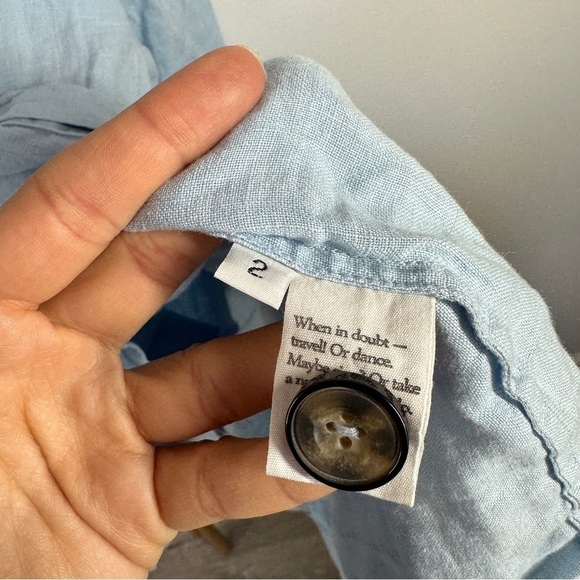 2
When in doubt —
travel! Or dance.
Maybe Or take
a